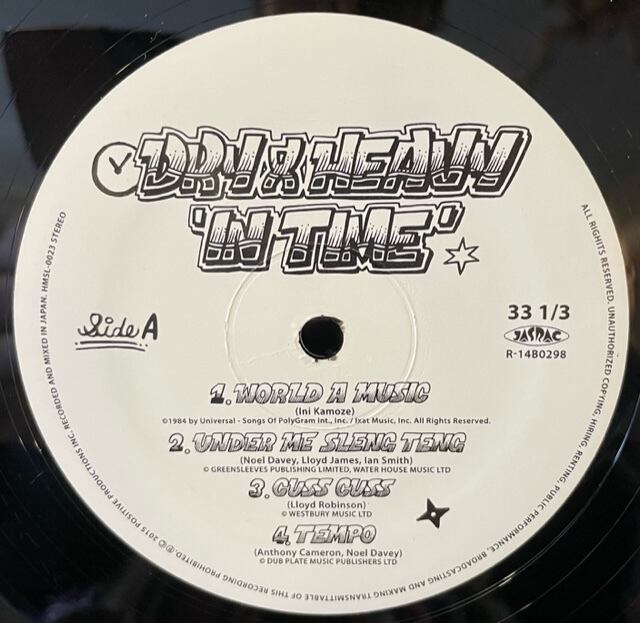 DRY & HEAVY
'IN TIME'
Side A
33 1/3
JASRAC
R-14B0298
1. WORLD A MUSIC
(Ini Kamoze)
©1984 by Universal - Songs Of PolyGram Int., Inc. / Ixat Music, Inc. All Rights Reserved.
2. UNDER ME SLENG TENG
(Noel Davey, Lloyd James, Ian Smith)
© GREENSLEEVES PUBLISHING LIMITED, WATER HOUSE MUSIC LTD
3. CUSS CUSS
(Lloyd Robinson)
© WESTBURY MUSIC LTD
4. TEMPO
(Anthony Cameron, Noel Davey)
© DUB PLATE MUSIC PUBLISHERS LTD
ALL RIGHTS RESERVED. UNAUTHORIZED COPYING, HIRING, RENTING, PUBLIC PERFORMANCE, BROADCASTING AND MAKING TRANSMITTABLE OF THIS RECORDING PROHIBITED. ℗© 2015 POSITIVE PRODUCTIONS INC. RECORDED AND MIXED IN JAPAN. HMSL-0023 STEREO